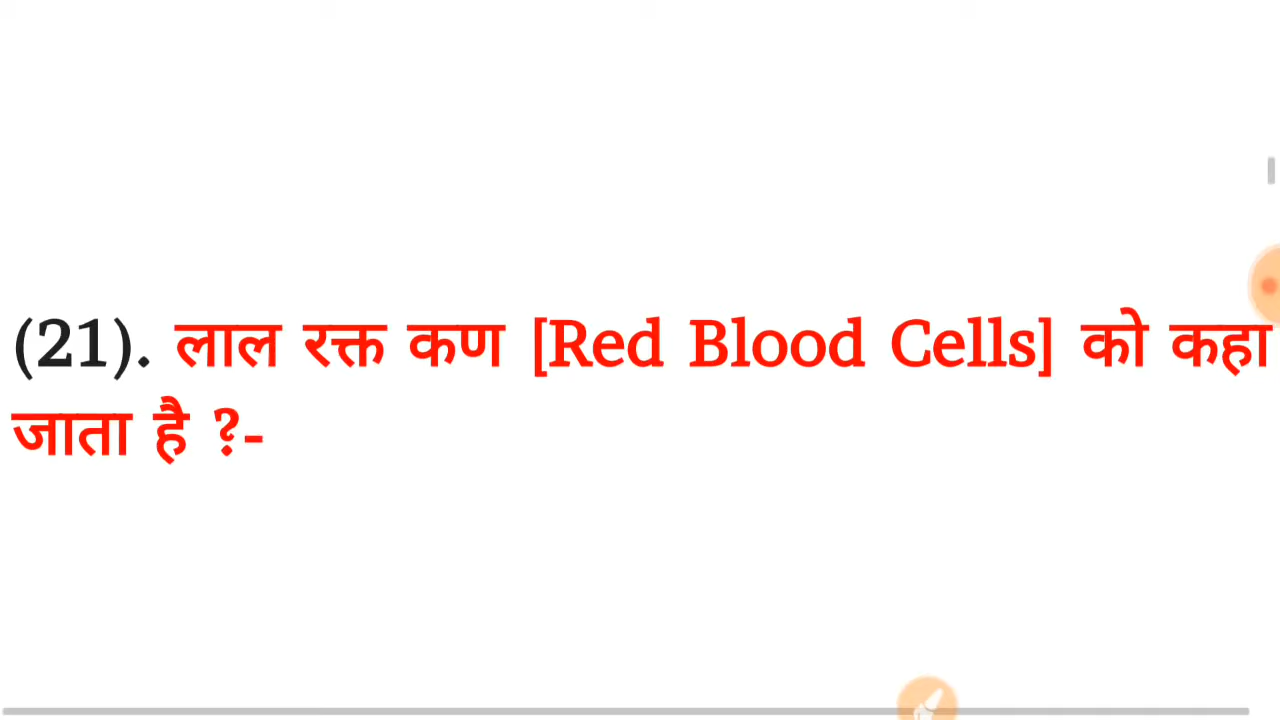 (21). लाल रक्त कण [Red Blood Cells] को कहा
जाता है ?-